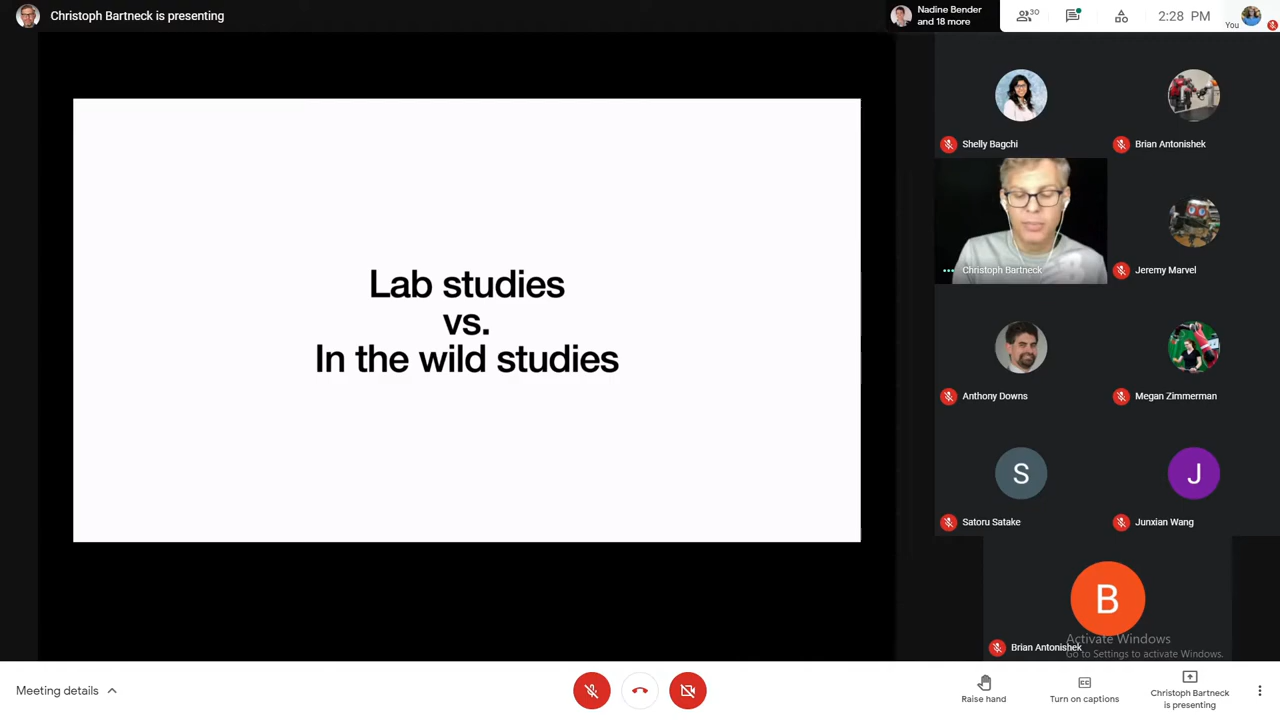 Christoph Bartneck is presenting
Nadine Bender
and 18 more
30
2:28 PM
You
Lab studies
vs.
In the wild studies
Shelly Bagchi
Brian Antonishek
Christoph Bartneck
Jeremy Marvel
Anthony Downs
Megan Zimmerman
S
Satoru Satake
J
Junxian Wang
B
Brian Antonishek
Activate Windows
Go to Settings to activate Windows.
Meeting details
Raise hand
Turn on captions
Christoph Bartneck
is presenting